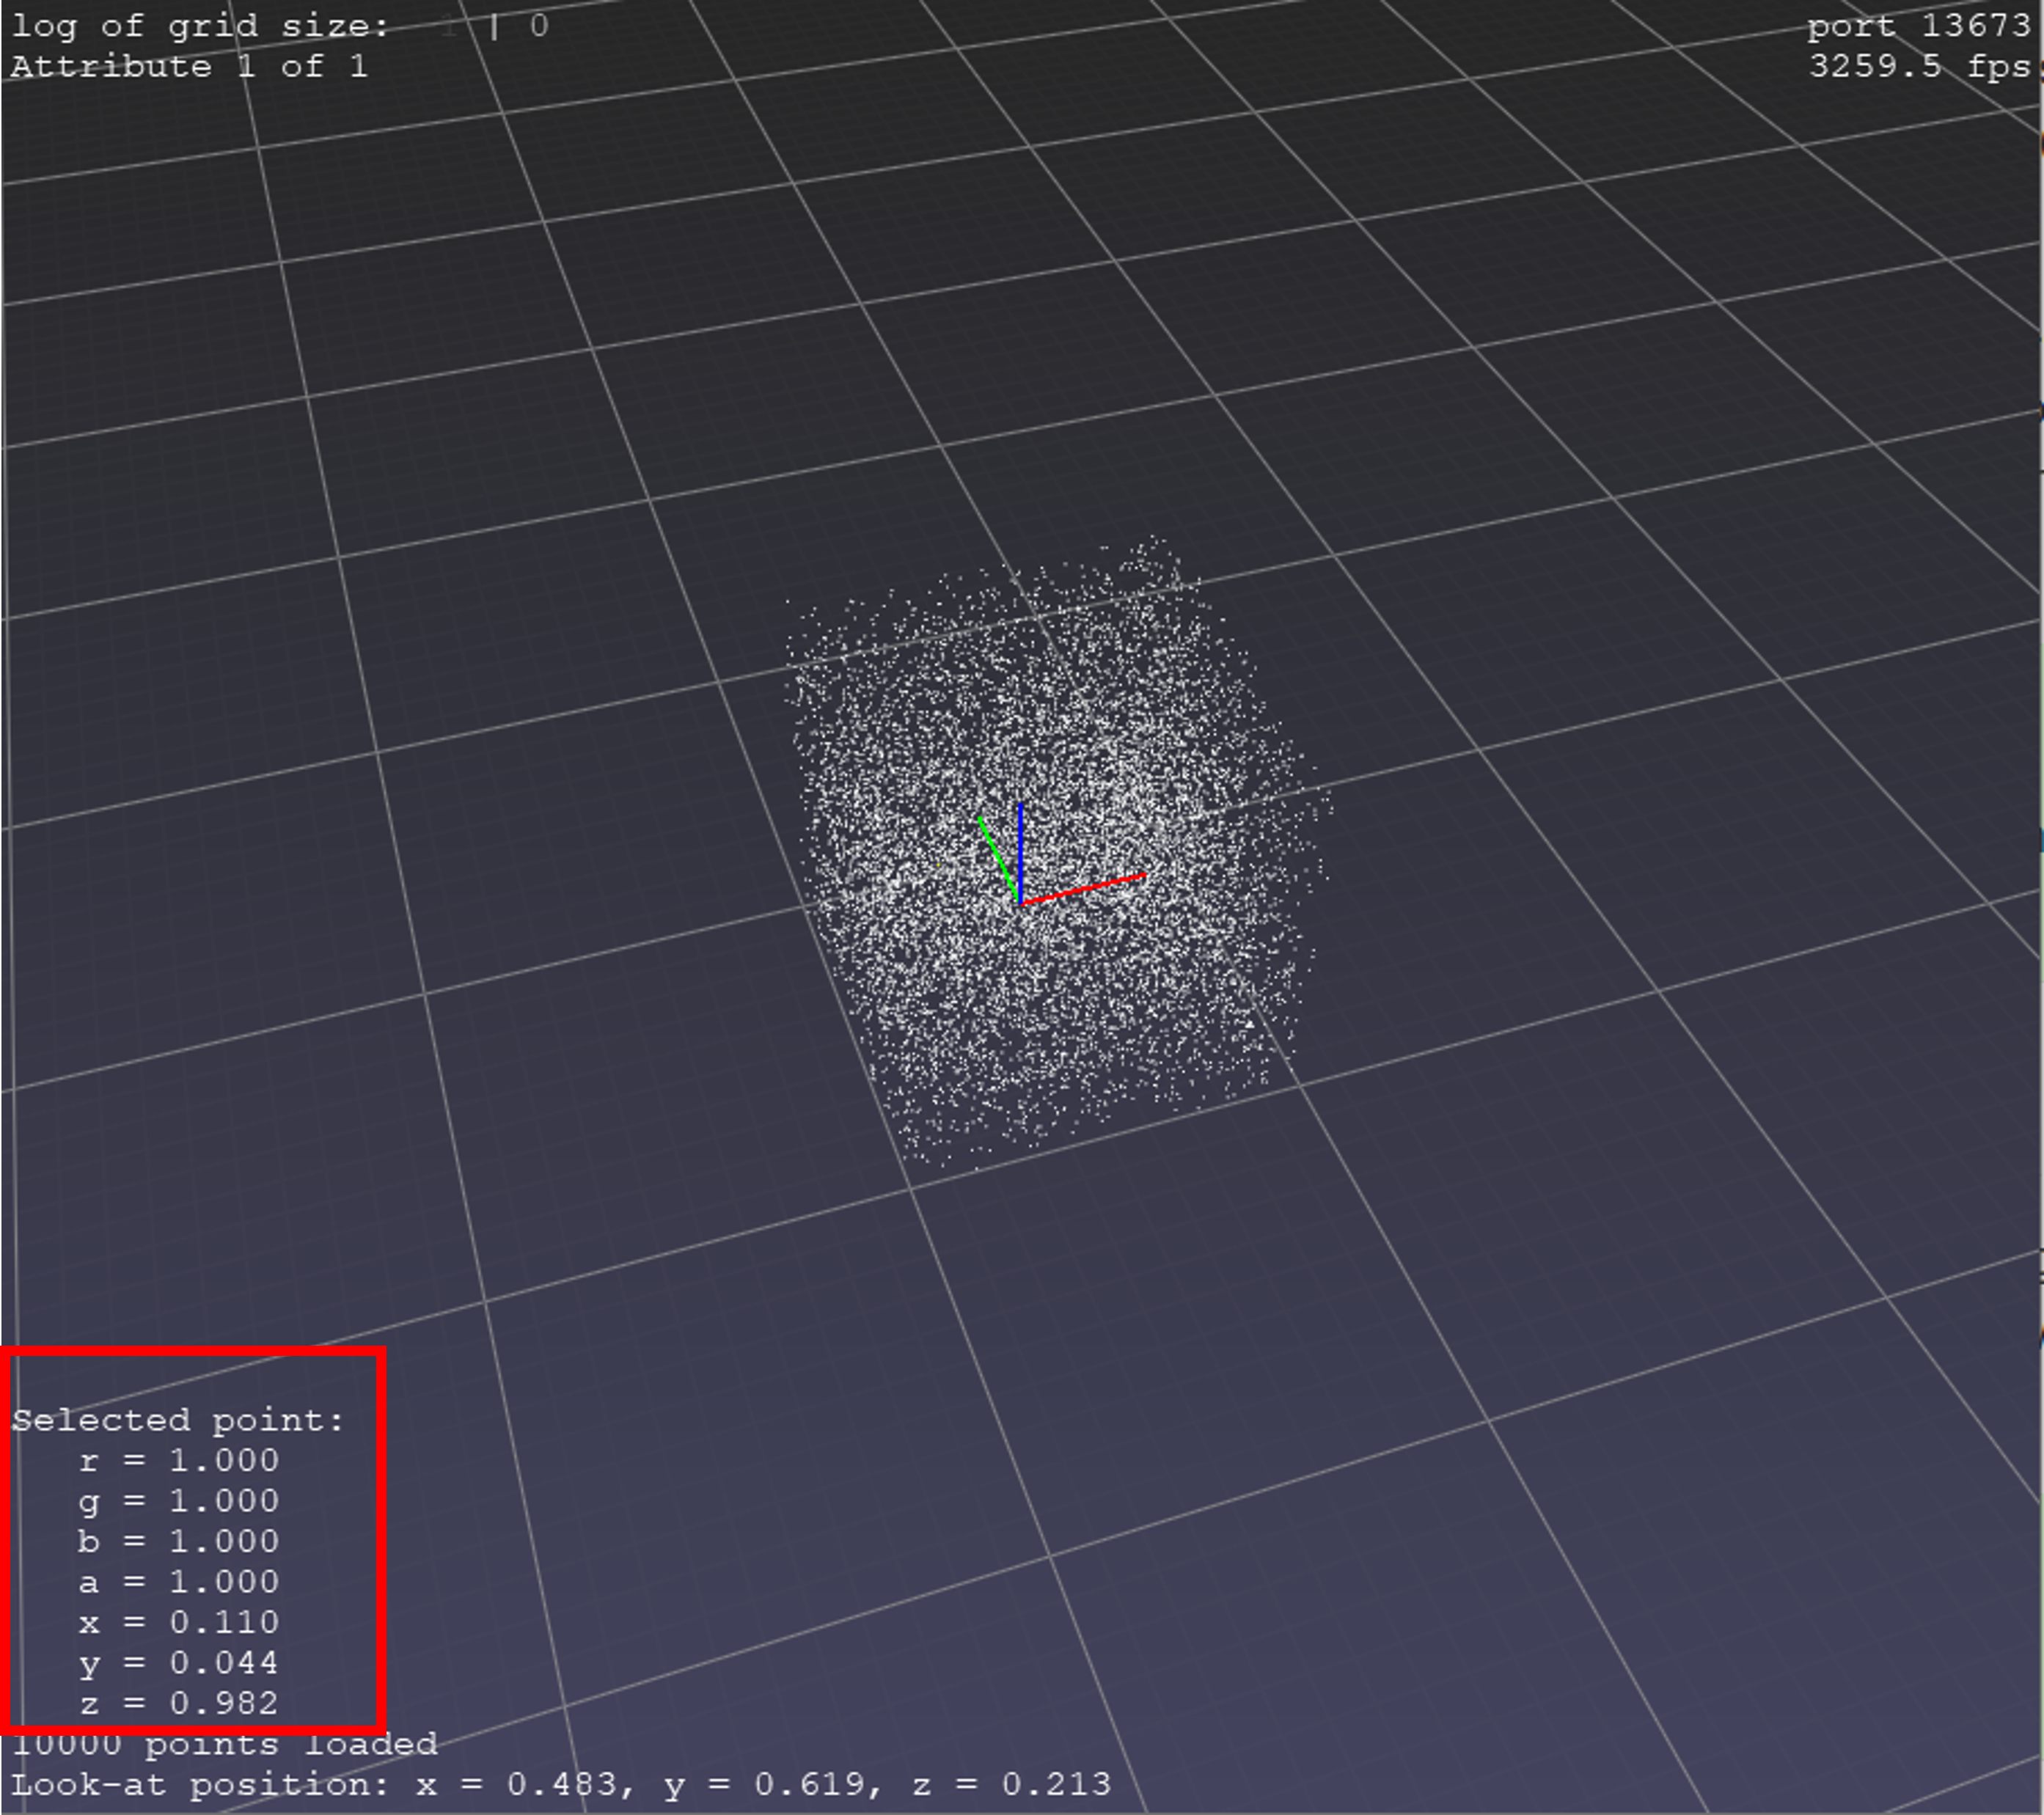 log of grid size: 1 | 0
Attribute 1 of 1
port 13673
3259.5 fps
Selected point:
r = 1.000
g = 1.000
b = 1.000
a = 1.000
x = 0.110
y = 0.044
z = 0.982
10000 points loaded
Look-at position: x = 0.483, y = 0.619, z = 0.213